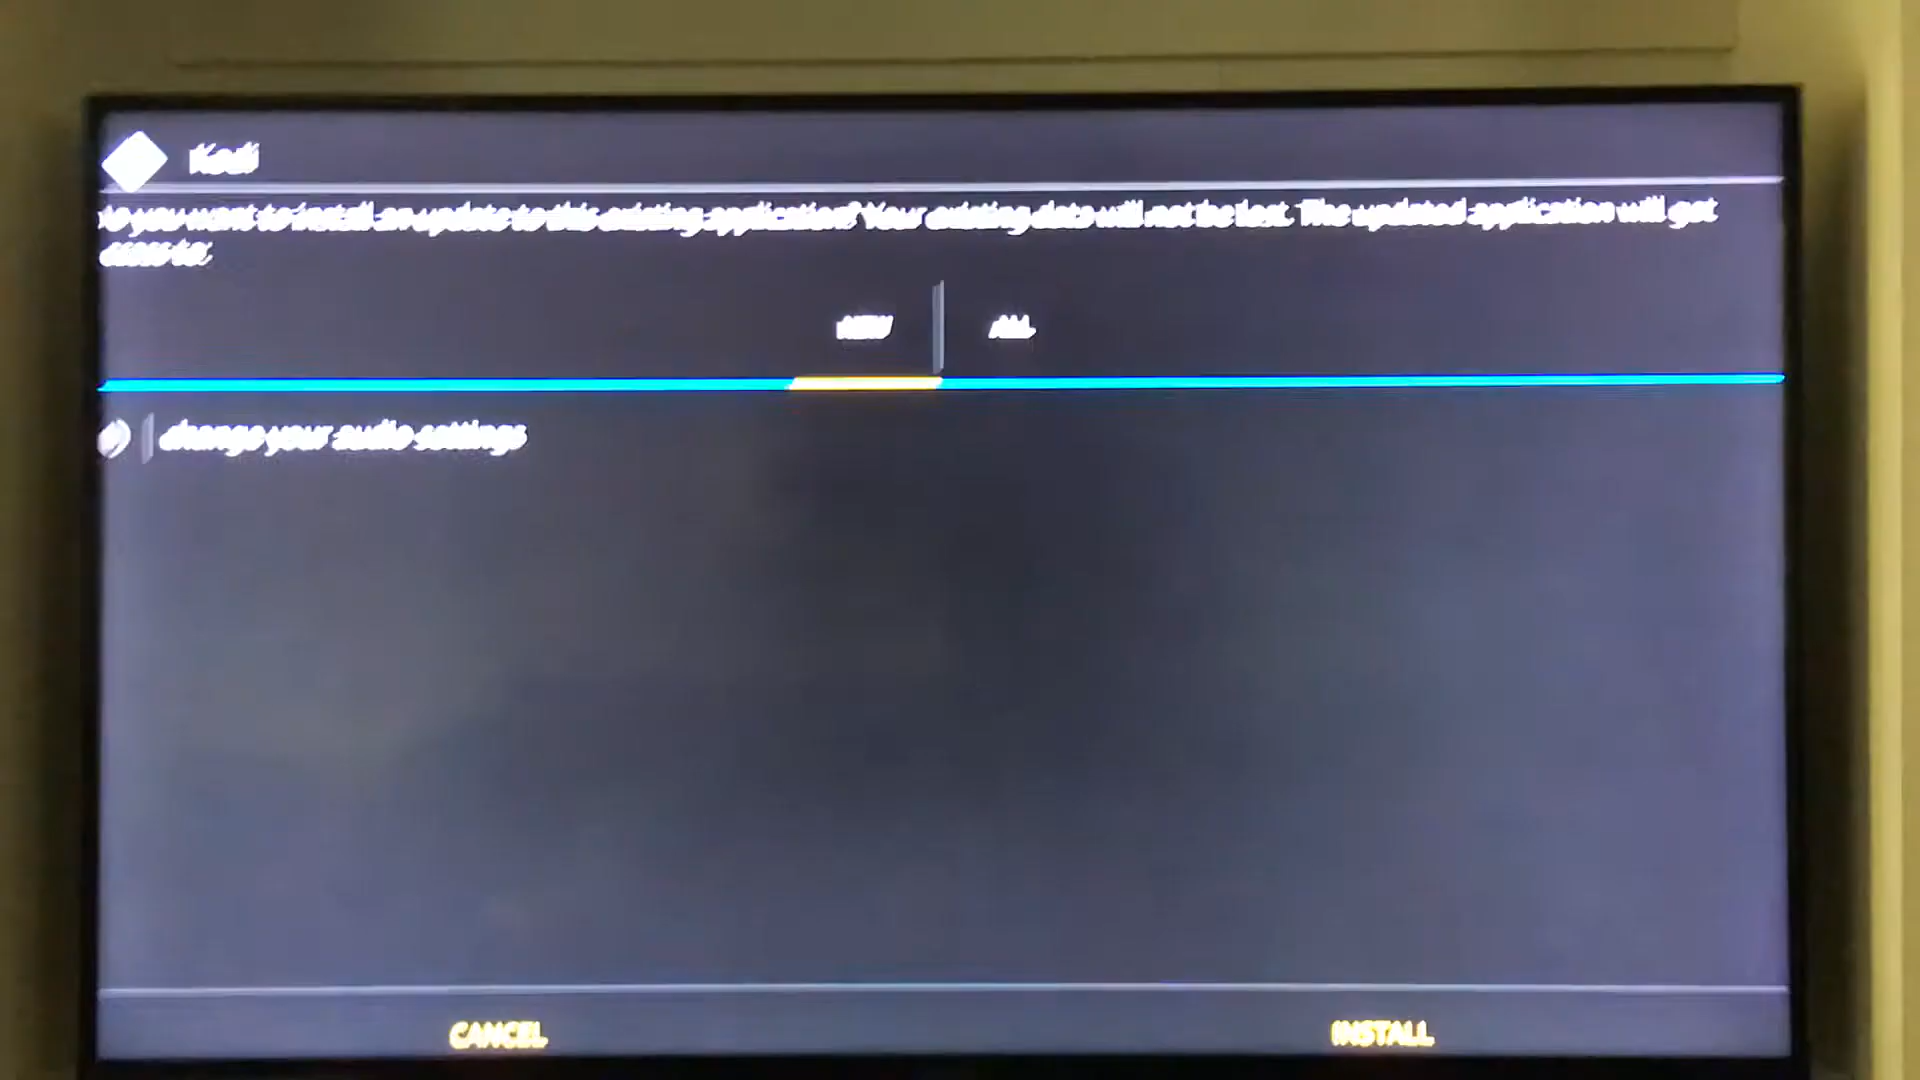 Kodi
o you want to install an update to this existing application? Your existing data will not be lost. The updated application will get
ccess to:
NEW
ALL
change your audio settings
CANCEL
INSTALL